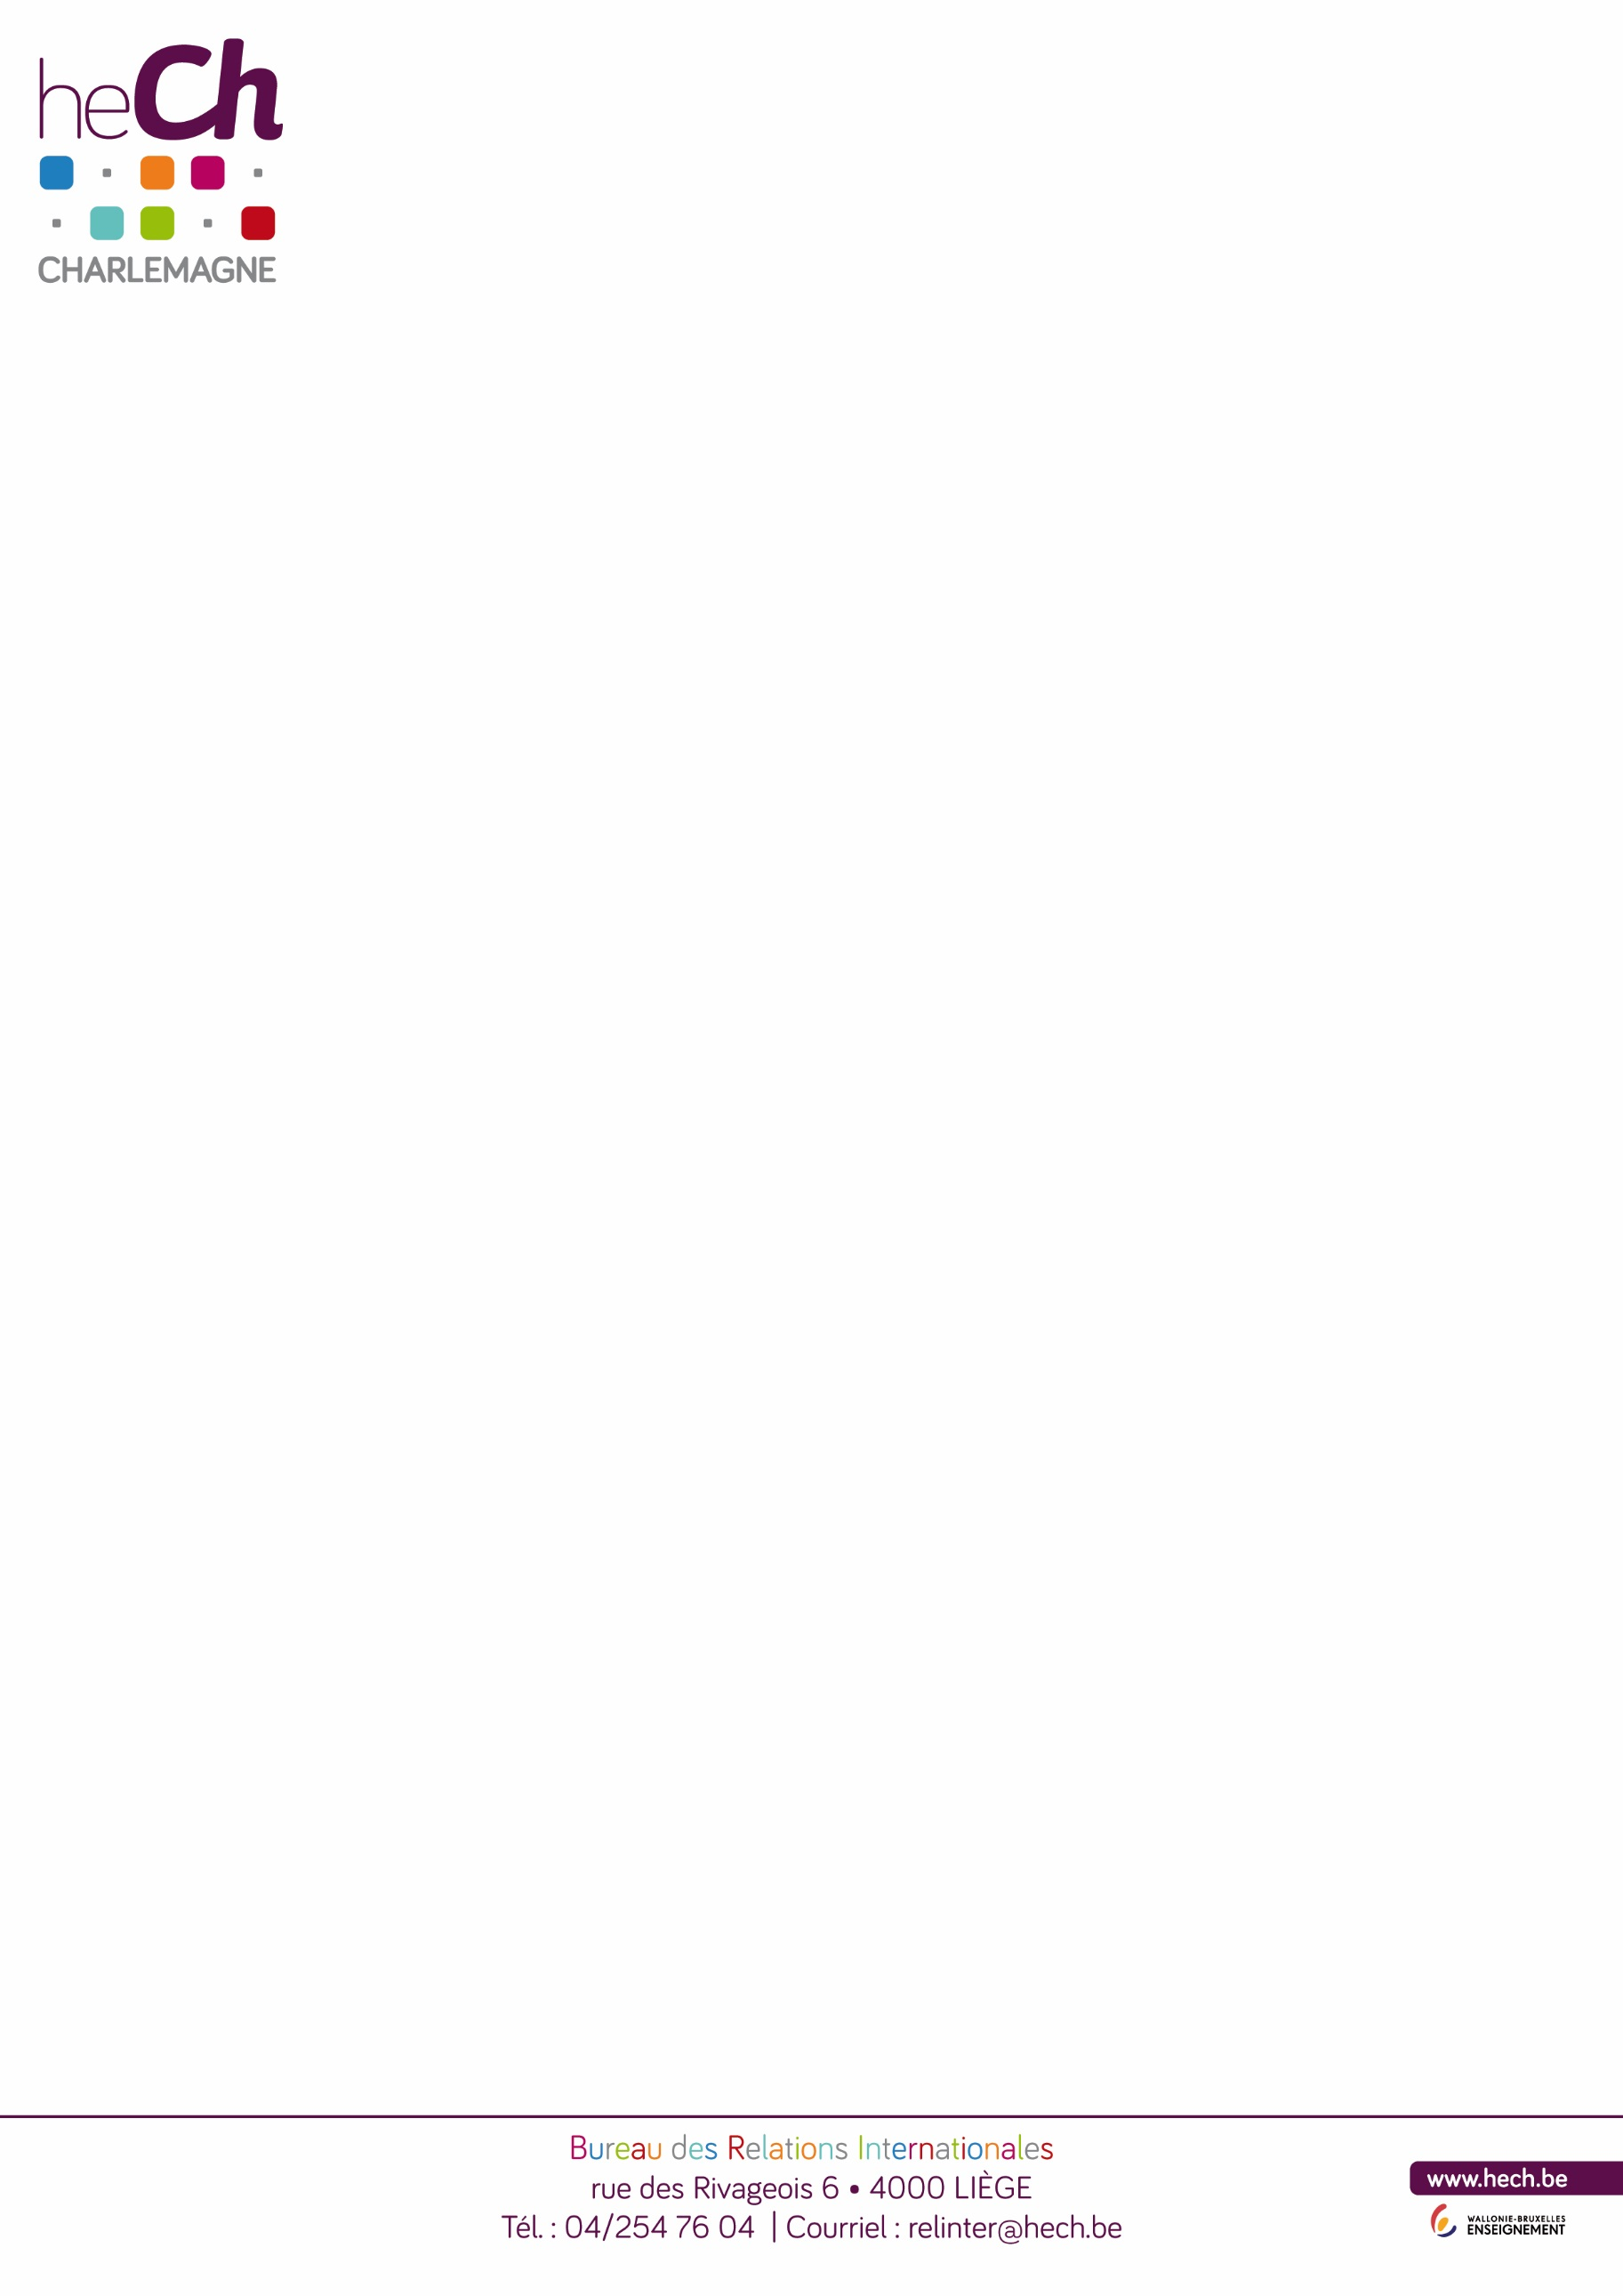 heCh
CHARLEMAGNE
Bureau des Relations Internationales
rue des Rivageois 6 • 4000 LIÈGE
Tél. : 04/254 76 04 | Courriel : relinter@hech.be
www.hech.be
WALLONIE-BRUXELLES
ENSEIGNEMENT